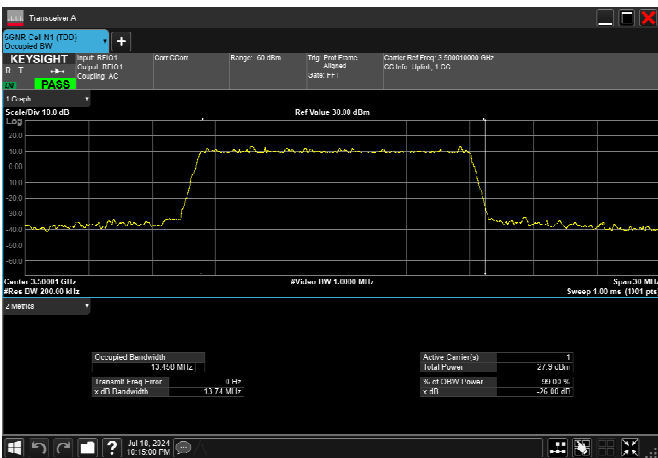 Transceiver A
5GNR Cell N1 (TDD)
Occupied BW
KEYSIGHT
R T
PASS
Input: RFIO1
Output: RFIO1
Coupling: AC
Corr CCorr
Range: 60 dBm
Trig: Prot Frame
Aligned
Gate: FFT
Carrier Ref Freq: 3.500010000 GHz
CC Info: Uplink, 1 CC
1 Graph
Scale/Div 10.0 dB
Ref Value 30.00 dBm
Log
20.0
10.0
0.00
-10.0
-20.0
-30.0
-40.0
-50.0
Center 3.50001 GHz
#Video BW 1.0000 MHz
Span 30 MHz
#Res BW 200.00 kHz
Sweep 1.00 ms (1001 pts)
2 Metrics
Occupied Bandwidth
13.450 MHz
Transmit Freq Error
0 Hz
x dB Bandwidth
13.74 MHz
Active Carrier(s)
1
Total Power
27.9 dBm
% of OBW Power
99.00 %
x dB
-26.00 dB
Jul 18, 2024
10:15:00 PM